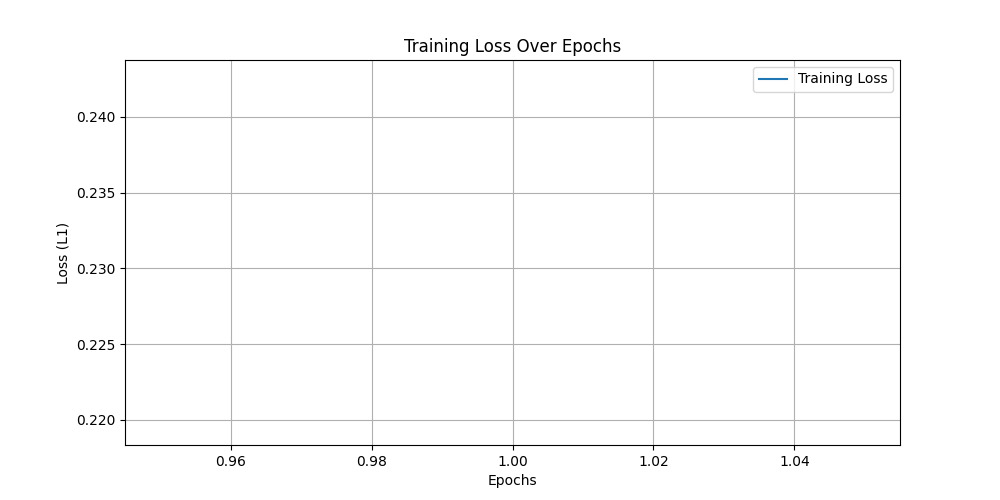 Training Loss Over Epochs
Training Loss
0.240
0.235
0.230
0.225
0.220
Loss (L1)
0.96 0.98 1.00 1.02 1.04
Epochs